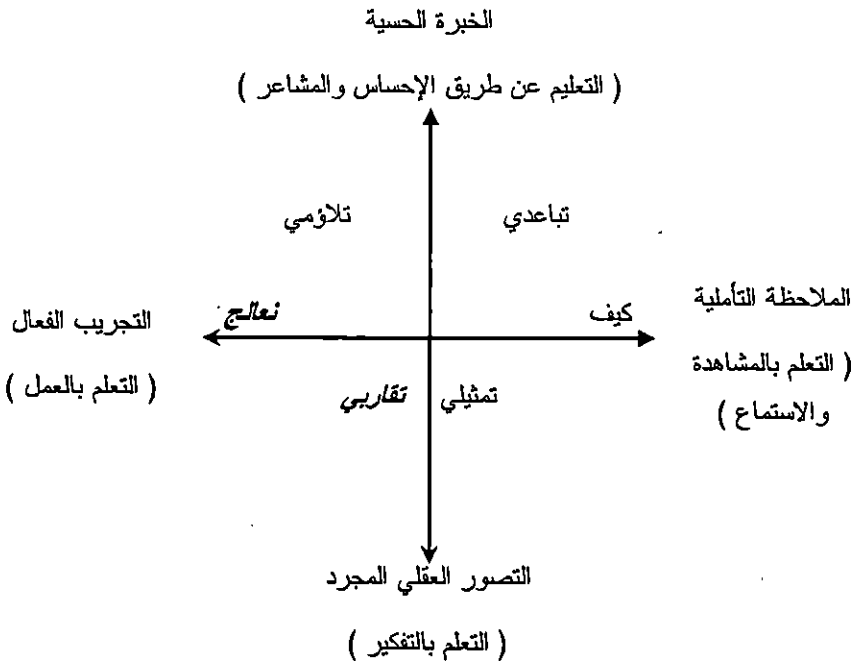 الخبرة الحسية
( التعليم عن طريق الإحساس والمشاعر )
تباعدي
تلاؤمي
الملاحظة التأملية
( التعلم بالمشاهدة
والاستماع )
كيف
نعالج
التجريب الفعال
( التعلم بالعمل )
تمثيلي
تقاربي
التصور العقلي المجرد
( التعلم بالتفكير )